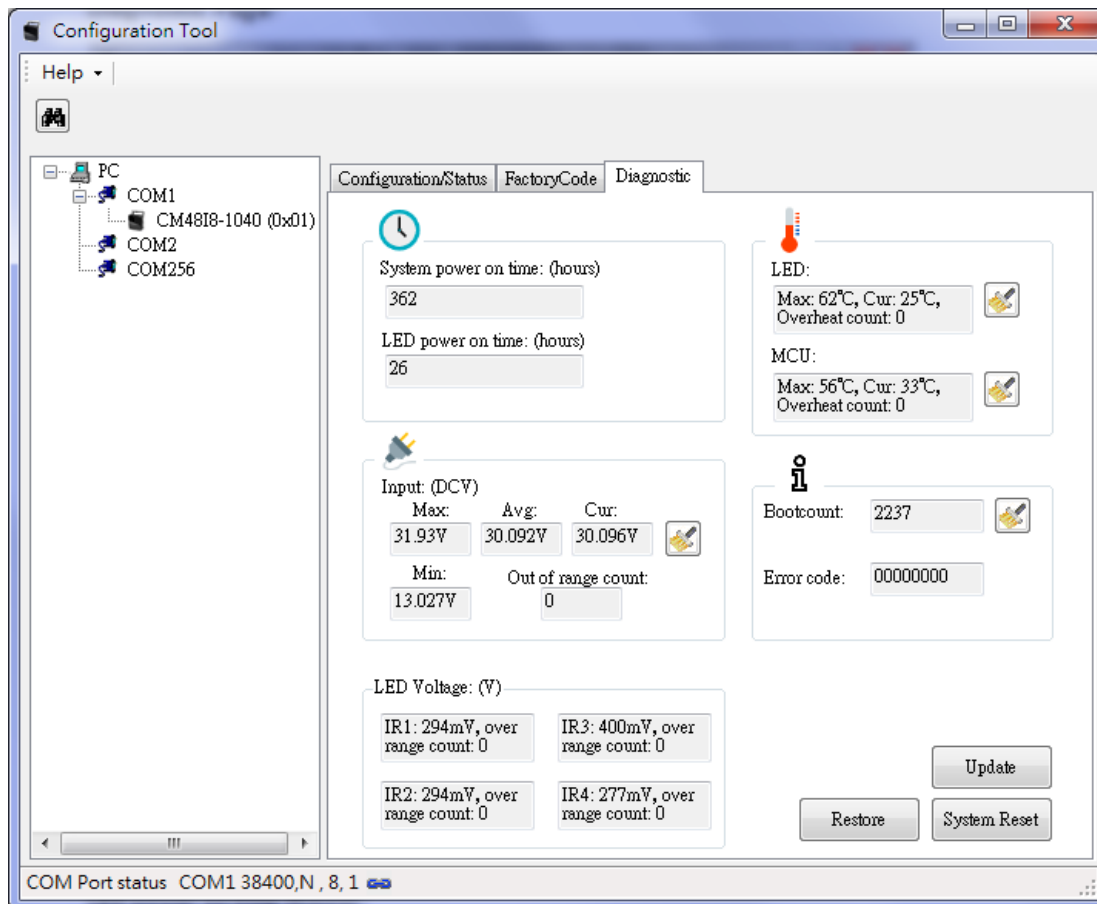 Configuration Tool
Help
PC
COM1
CM48I8-1040 (0x01)
COM2
COM256
Configuration/Status
FactoryCode
Diagnostic
System power on time: (hours)
362
LED power on time: (hours)
26
LED:
Max: 62°C, Cur: 25°C,
Overheat count: 0
MCU:
Max: 56°C, Cur: 33°C,
Overheat count: 0
Input: (DCV)
Max: Avg: Cur:
31.93V 30.092V 30.096V
Min: Out of range count:
13.027V 0
Bootcount: 2237
Error code: 00000000
LED Voltage: (V)
IR1: 294mV, over
range count: 0
IR3: 400mV, over
range count: 0
IR2: 294mV, over
range count: 0
IR4: 277mV, over
range count: 0
Update
Restore
System Reset
COM Port status COM1 38400,N , 8, 1